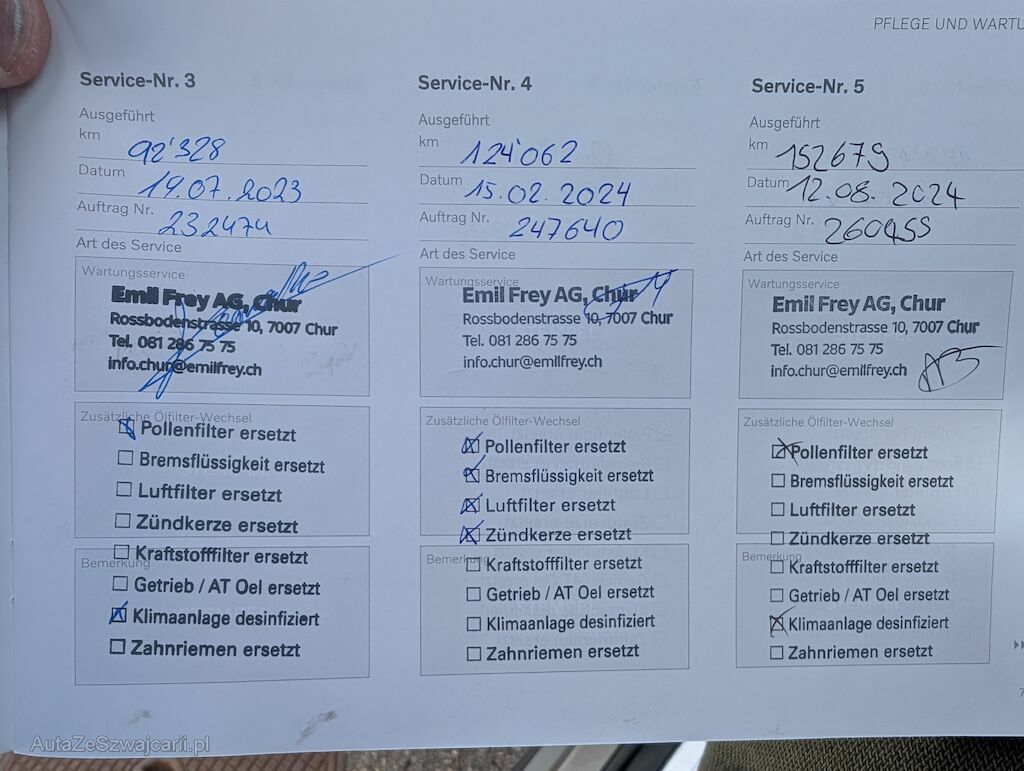 PFLEGE UND WARTU
Service-Nr. 3
Ausgeführt
km 92'328
Datum 19.07.2023
Auftrag Nr. 232474
Art des Service
Wartungsservice
Emil Frey AG, Chur
Rossbodenstrasse 10, 7007 Chur
Tel. 081 286 75 75
info.chur@emilfrey.ch
Zusätzliche Ölfilter-Wechsel
Pollenfilter ersetzt
Bremsflüssigkeit ersetzt
Luftfilter ersetzt
Zündkerze ersetzt
Kraftstofffilter ersetzt
Bemerkung
Getrieb / AT Oel ersetzt
Klimaanlage desinfiziert
Zahnriemen ersetzt
Service-Nr. 4
Ausgeführt
km 124'062
Datum 15.02.2024
Auftrag Nr. 247640
Art des Service
Wartungsservice
Emil Frey AG, Chur
Rossbodenstrasse 10, 7007 Chur
Tel. 081 286 75 75
info.chur@emilfrey.ch
Zusätzliche Ölfilter-Wechsel
Pollenfilter ersetzt
Bremsflüssigkeit ersetzt
Luftfilter ersetzt
Zündkerze ersetzt
Bemerkung
Kraftstofffilter ersetzt
Getrieb / AT Oel ersetzt
Klimaanlage desinfiziert
Zahnriemen ersetzt
Service-Nr. 5
Ausgeführt
km 152679
Datum 12.08.2024
Auftrag Nr. 260455
Art des Service
Wartungsservice
Emil Frey AG, Chur
Rossbodenstrasse 10, 7007 Chur
Tel. 081 286 75 75
info.chur@emilfrey.ch
Zusätzliche Ölfilter-Wechsel
Pollenfilter ersetzt
Bremsflüssigkeit ersetzt
Luftfilter ersetzt
Zündkerze ersetzt
Bemerkung
Kraftstofffilter ersetzt
Getrieb / AT Oel ersetzt
Klimaanlage desinfiziert
Zahnriemen ersetzt
AutaZeSzwajcarii.pl